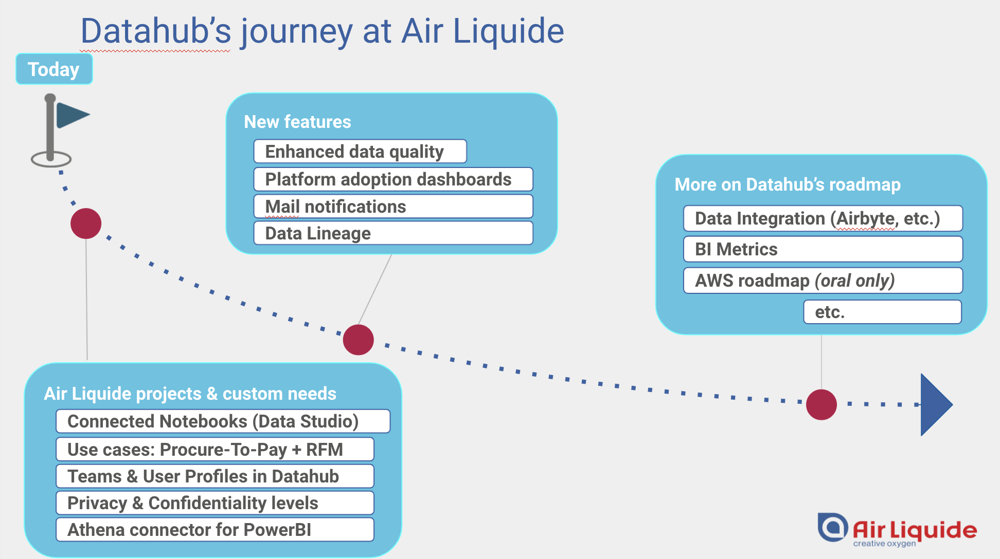 Datahub’s journey at Air Liquide
Today
New features
Enhanced data quality
Platform adoption dashboards
Mail notifications
Data Lineage
More on Datahub’s roadmap
Data Integration (Airbyte, etc.)
BI Metrics
AWS roadmap (oral only)
etc.
Air Liquide projects & custom needs
Connected Notebooks (Data Studio)
Use cases: Procure-To-Pay + RFM
Teams & User Profiles in Datahub
Privacy & Confidentiality levels
Athena connector for PowerBI
Air Liquide
creative oxygen